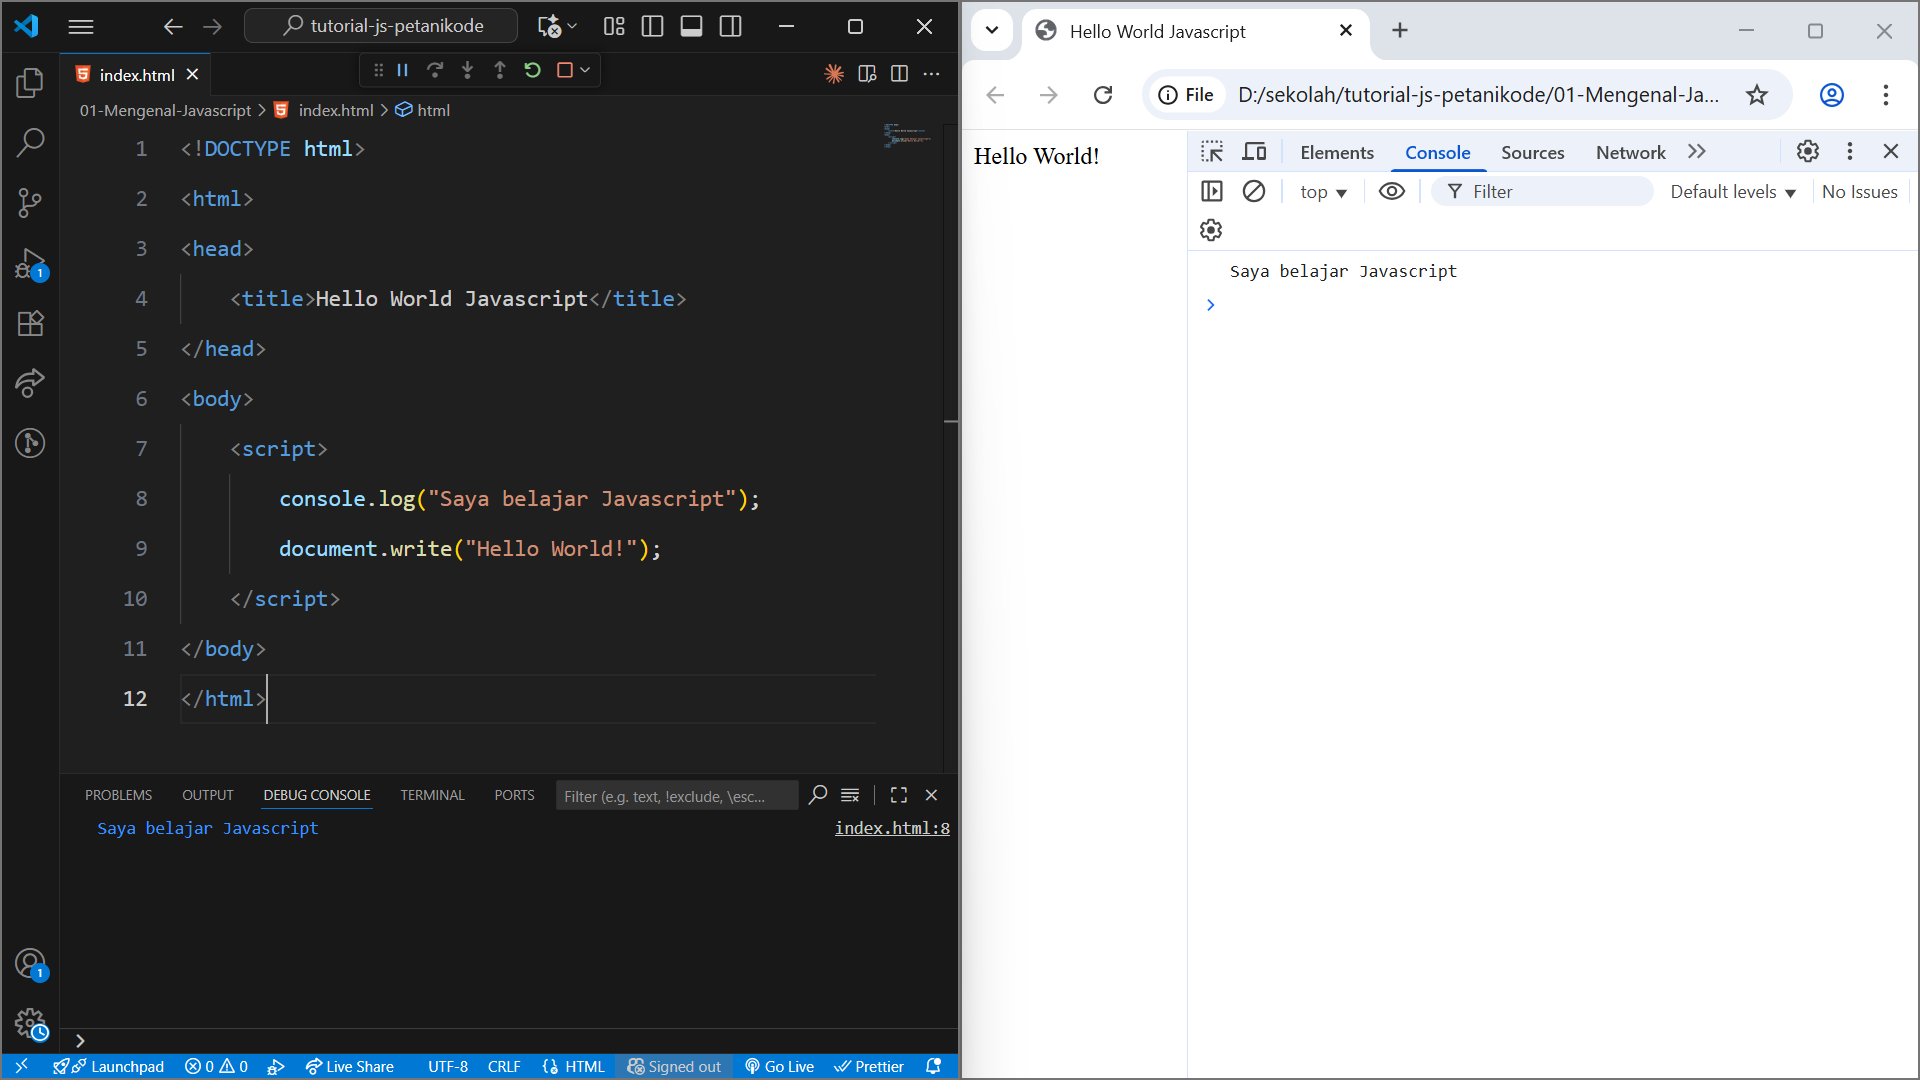 tutorial-js-petanikode
index.html
01-Mengenal-Javascript > index.html > html
1 <!DOCTYPE html>
2 <html>
3 <head>
4 <title>Hello World Javascript</title>
5 </head>
6 <body>
7 <script>
8 console.log("Saya belajar Javascript");
9 document.write("Hello World!");
10 </script>
11 </body>
12 </html>
PROBLEMS OUTPUT DEBUG CONSOLE TERMINAL PORTS Filter (e.g. text, !exclude, \esc...
Saya belajar Javascript index.html:8
1
1
Launchpad 0 0 Live Share UTF-8 CRLF HTML Signed out Go Live Prettier
Hello World Javascript
File D:/sekolah/tutorial-js-petanikode/01-Mengenal-Ja...
Hello World!
Elements Console Sources Network
top Filter Default levels No Issues
Saya belajar Javascript